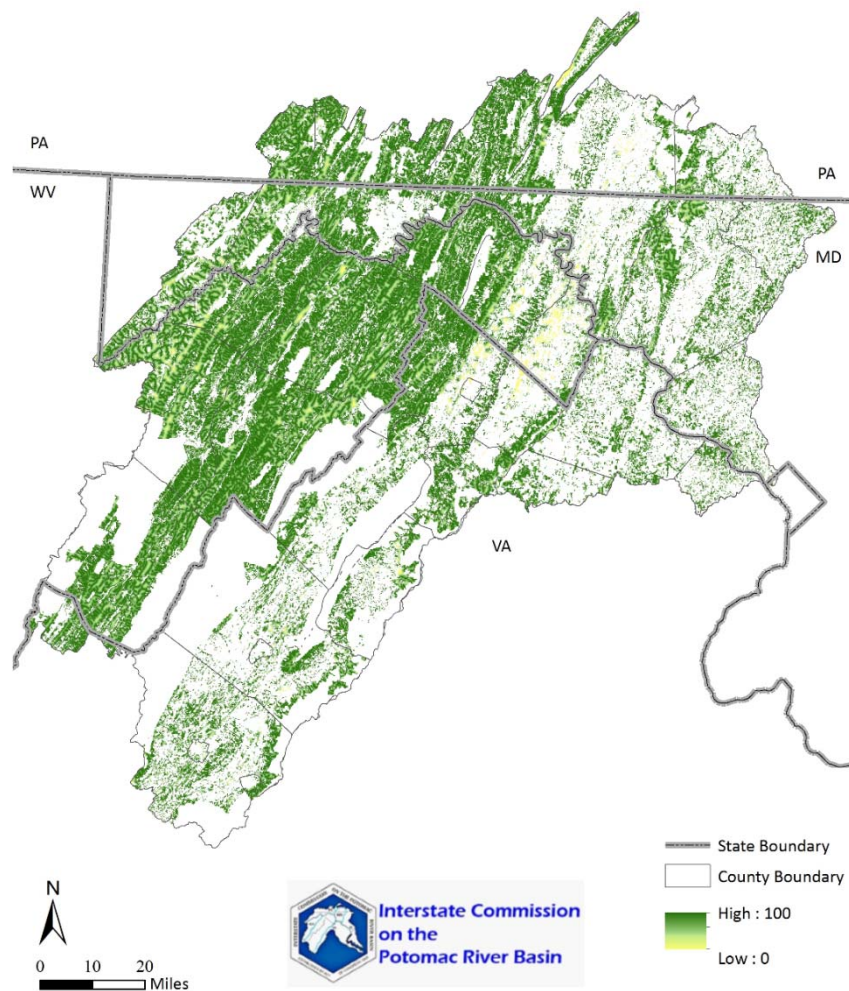 PA
WV
PA
MD
VA
State Boundary
County Boundary
High : 100
Low : 0
N
0 10 20
Miles
Interstate Commission
on the
Potomac River Basin